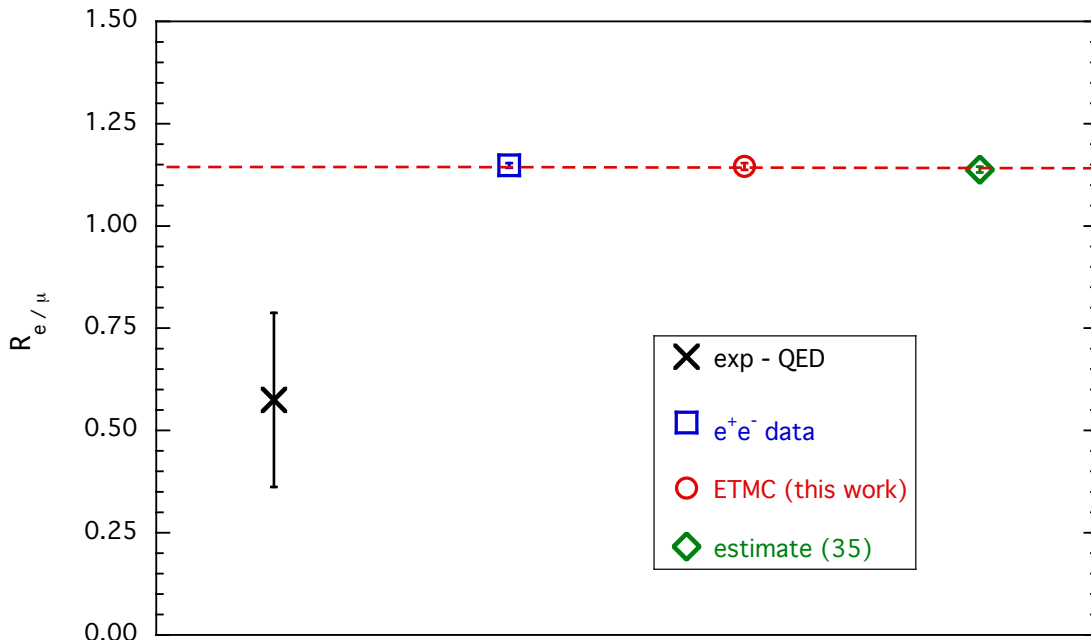 1.50
1.25
1.00
0.75
0.50
0.25
0.00
R e / μ
exp - QED
e⁺e⁻ data
ETMC (this work)
estimate (35)